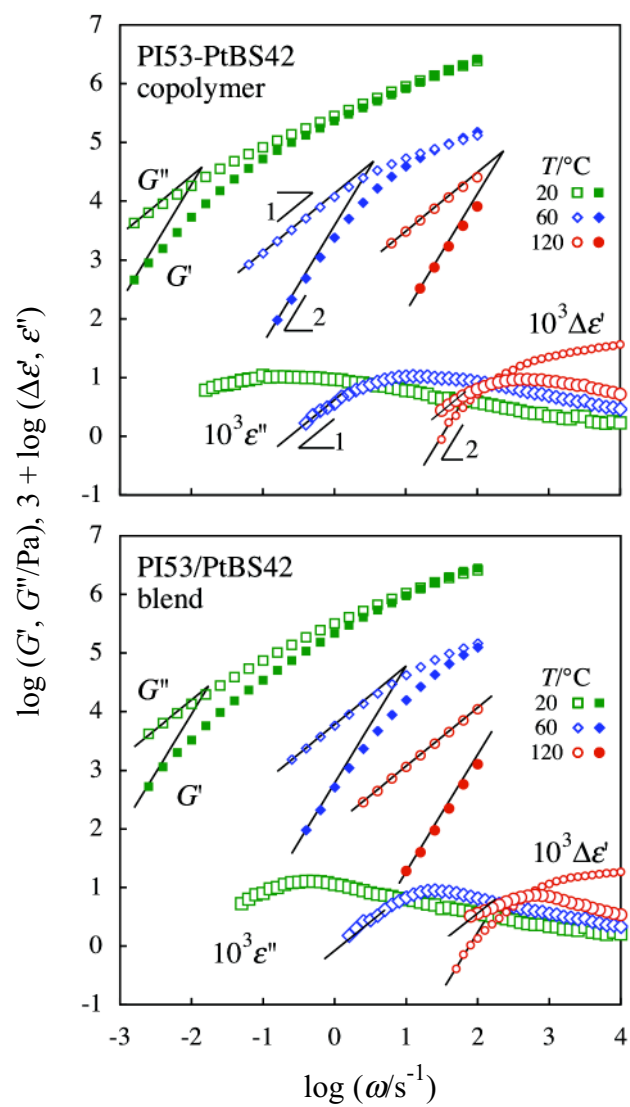 log (G', G''/Pa), 3 + log (Δε', ε'')
7
6
5
4
3
2
1
0
-1
PI53-PtBS42
copolymer
G''
G'
1
2
T/°C
20
60
120
10³Δε'
10³ε''
1
2
7
6
5
4
3
2
1
0
-1
PI53/PtBS42
blend
G''
G'
T/°C
20
60
120
10³Δε'
10³ε''
-3 -2 -1 0 1 2 3 4
log (ω/s⁻¹)